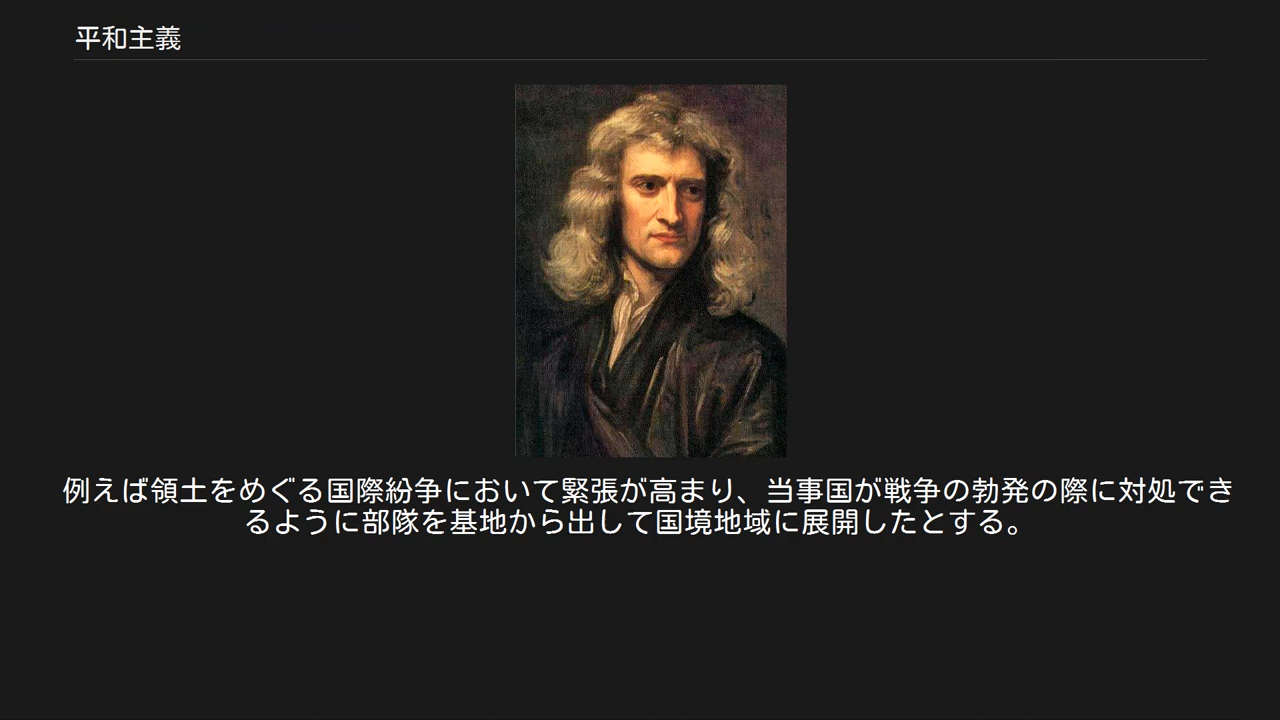 平和主義
例えば領土をめぐる国際紛争において緊張が高まり、当事国が戦争の勃発の際に対処でき
るように部隊を基地から出して国境地域に展開したとする。